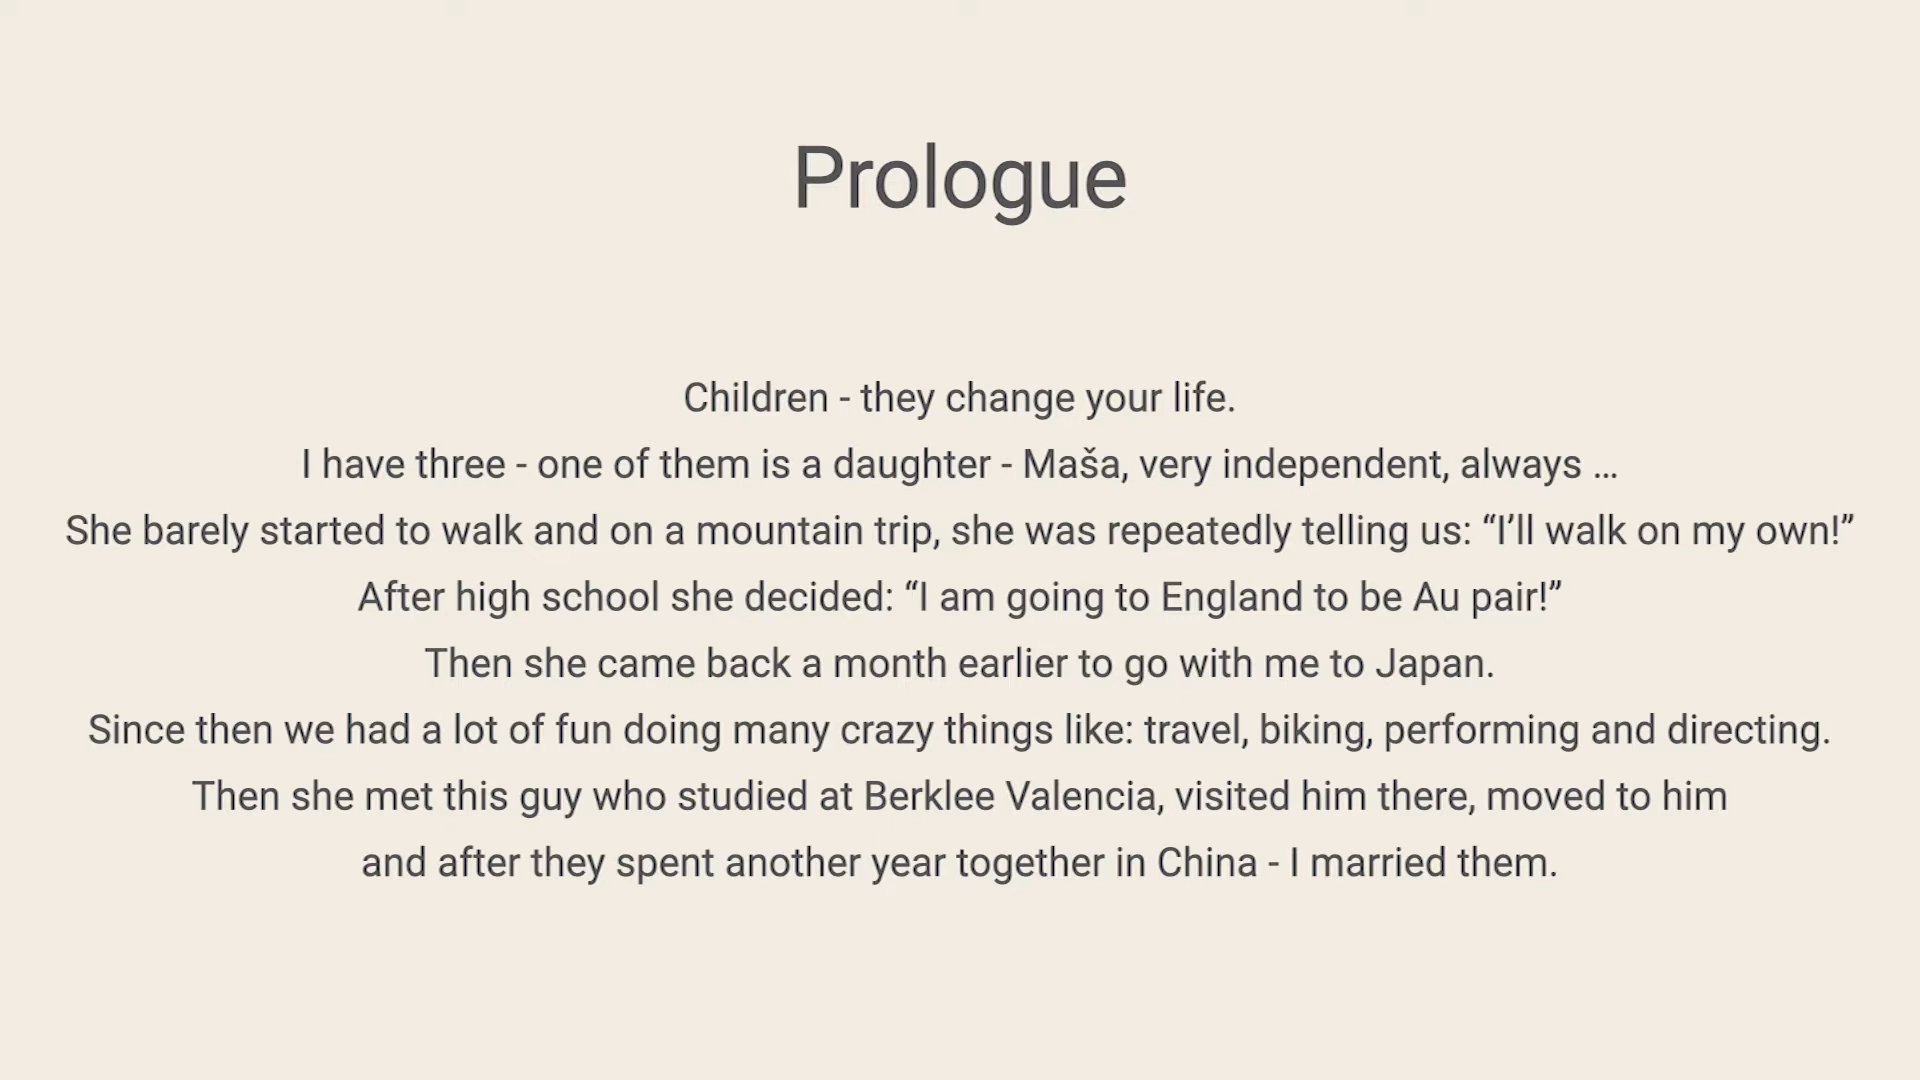 Prologue
Children - they change your life.
I have three - one of them is a daughter - Maša, very independent, always …
She barely started to walk and on a mountain trip, she was repeatedly telling us: “I’ll walk on my own!”
After high school she decided: “I am going to England to be Au pair!”
Then she came back a month earlier to go with me to Japan.
Since then we had a lot of fun doing many crazy things like: travel, biking, performing and directing.
Then she met this guy who studied at Berklee Valencia, visited him there, moved to him
and after they spent another year together in China - I married them.